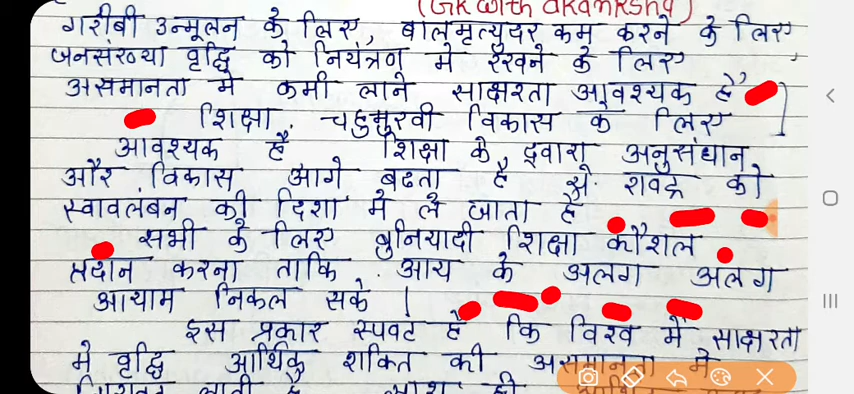 (GK with akanksha)
गरीबी उन्मूलन के लिए, बालमृत्युदर कम करने के लिए,
जनसंख्या वृद्धि को नियंत्रण में रखने के लिए
असमानता में कमी लाने साक्षरता आवश्यक है,
शिक्षा चहुमुखी विकास के लिए
आवश्यक है शिक्षा के द्वारा अनुसंधान
और विकास आगे बढता है को
स्वावलंबन की दिशा में ले जाता है
सभी के लिए बुनियादी शिक्षा कौशल
प्रदान करना ताकि आय के अलग अलग
आयाम निकल सके |
इस प्रकार स्पष्ट है कि विश्व में साक्षरता
मे वृद्धि आर्थिक शक्ति की असमानता मे